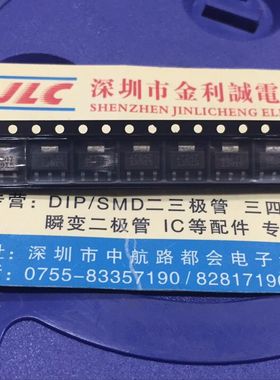 JLC 深圳市金利誠電
SHENZHEN JINLICHENG ELECT
营: DIP/SMD二三极管 三四
瞬变二极管 IC等配件 专
: 深圳市中航路都会电子
: 0755-83357190/8281719